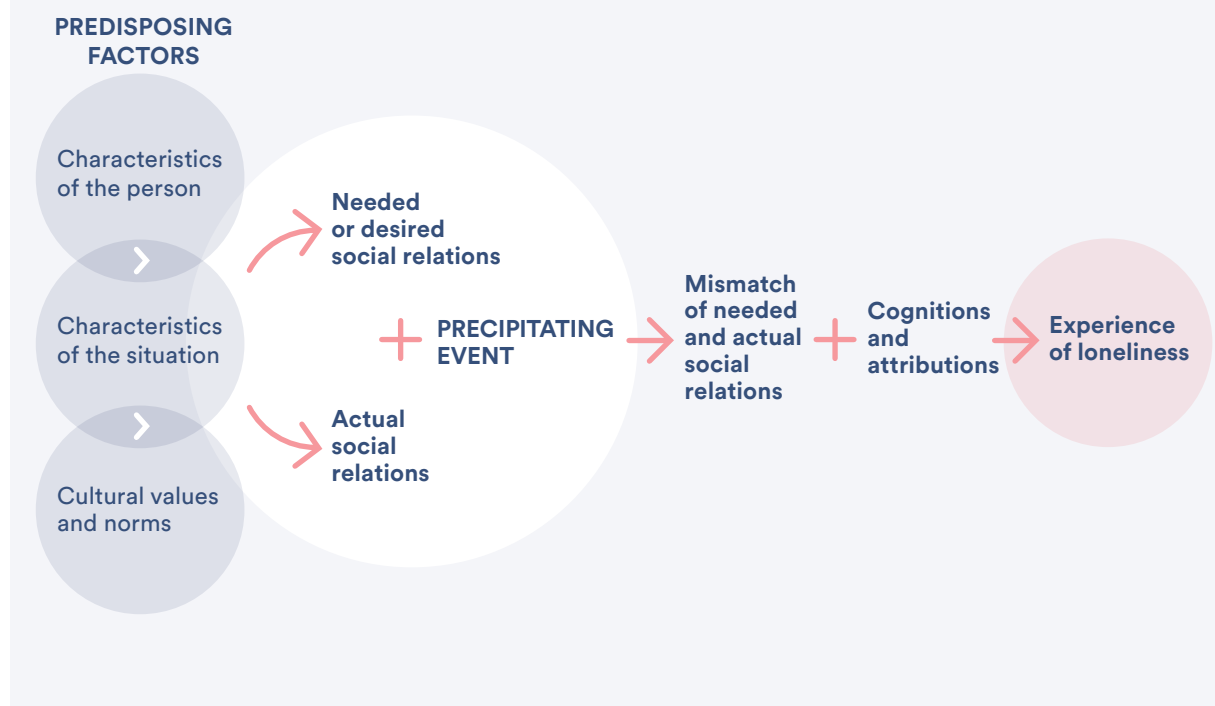 PREDISPOSING
FACTORS
Characteristics
of the person
Characteristics
of the situation
Cultural values
and norms
Needed
or desired
social relations
PRECIPITATING
EVENT
Actual
social
relations
Mismatch
of needed
and actual
social
relations
Cognitions
and
attributions
Experience
of loneliness